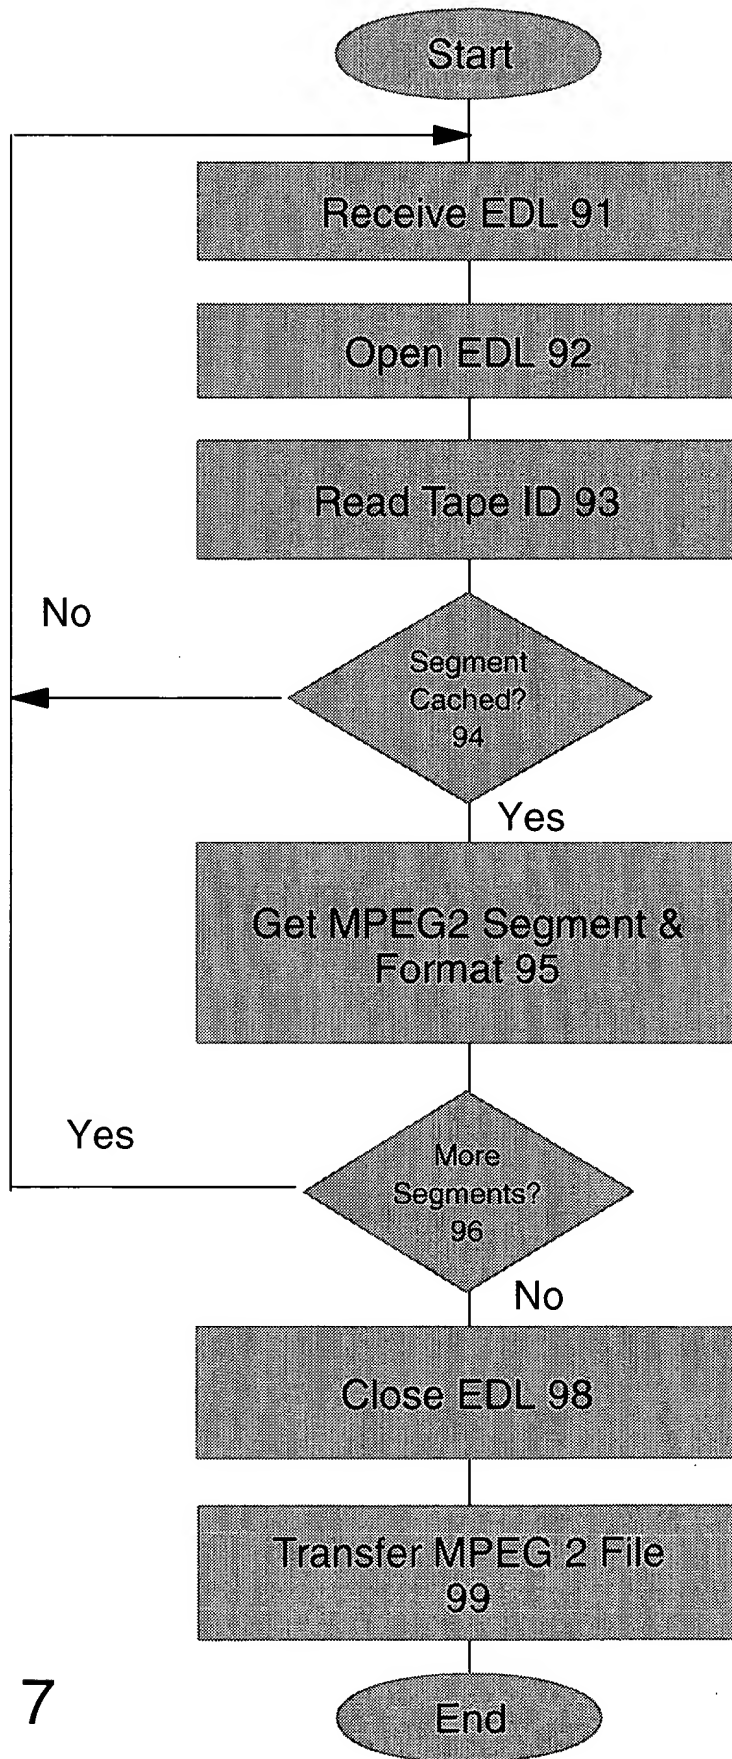 Start
Receive EDL 91
Open EDL 92
Read Tape ID 93
No
Segment
Cached?
94
Yes
Get MPEG2 Segment &
Format 95
Yes
More
Segments?
96
No
Close EDL 98
Transfer MPEG 2 File
99
End
7